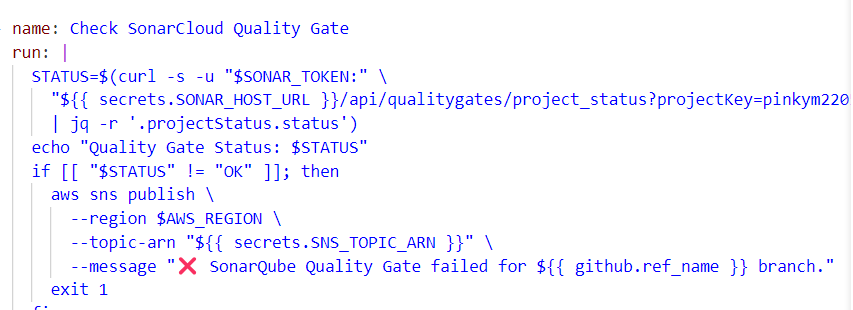 name: Check SonarCloud Quality Gate
run: |
STATUS=$(curl -s -u "$SONAR_TOKEN:" \
"${{ secrets.SONAR_HOST_URL }}/api/qualitygates/project_status?projectKey=pinkym220
| jq -r '.projectStatus.status')
echo "Quality Gate Status: $STATUS"
if [[ "$STATUS" != "OK" ]]; then
aws sns publish \
--region $AWS_REGION \
--topic-arn "${{ secrets.SNS_TOPIC_ARN }}" \
--message "❌ SonarQube Quality Gate failed for ${{ github.ref_name }} branch."
exit 1